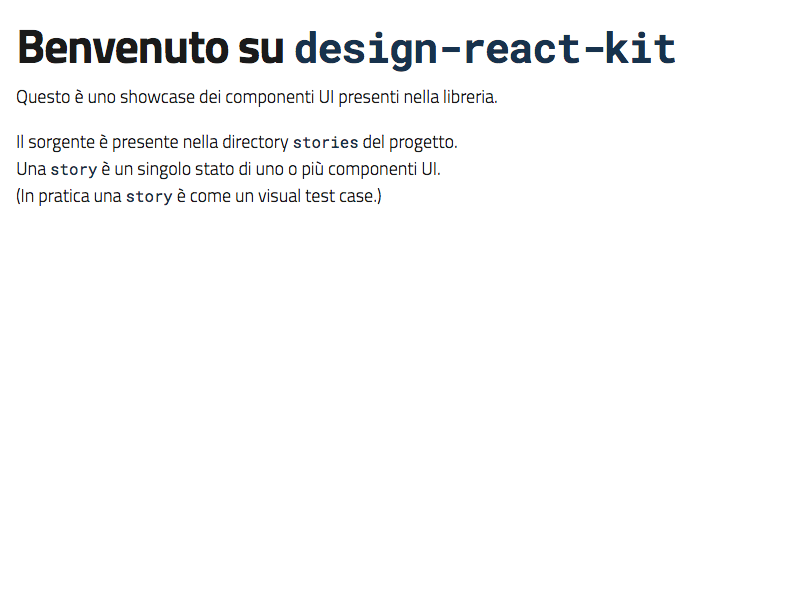 Benvenuto su design-react-kit
Questo è uno showcase dei componenti UI presenti nella libreria.
Il sorgente è presente nella directory stories del progetto.
Una story è un singolo stato di uno o più componenti UI.
(In pratica una story è come un visual test case.)